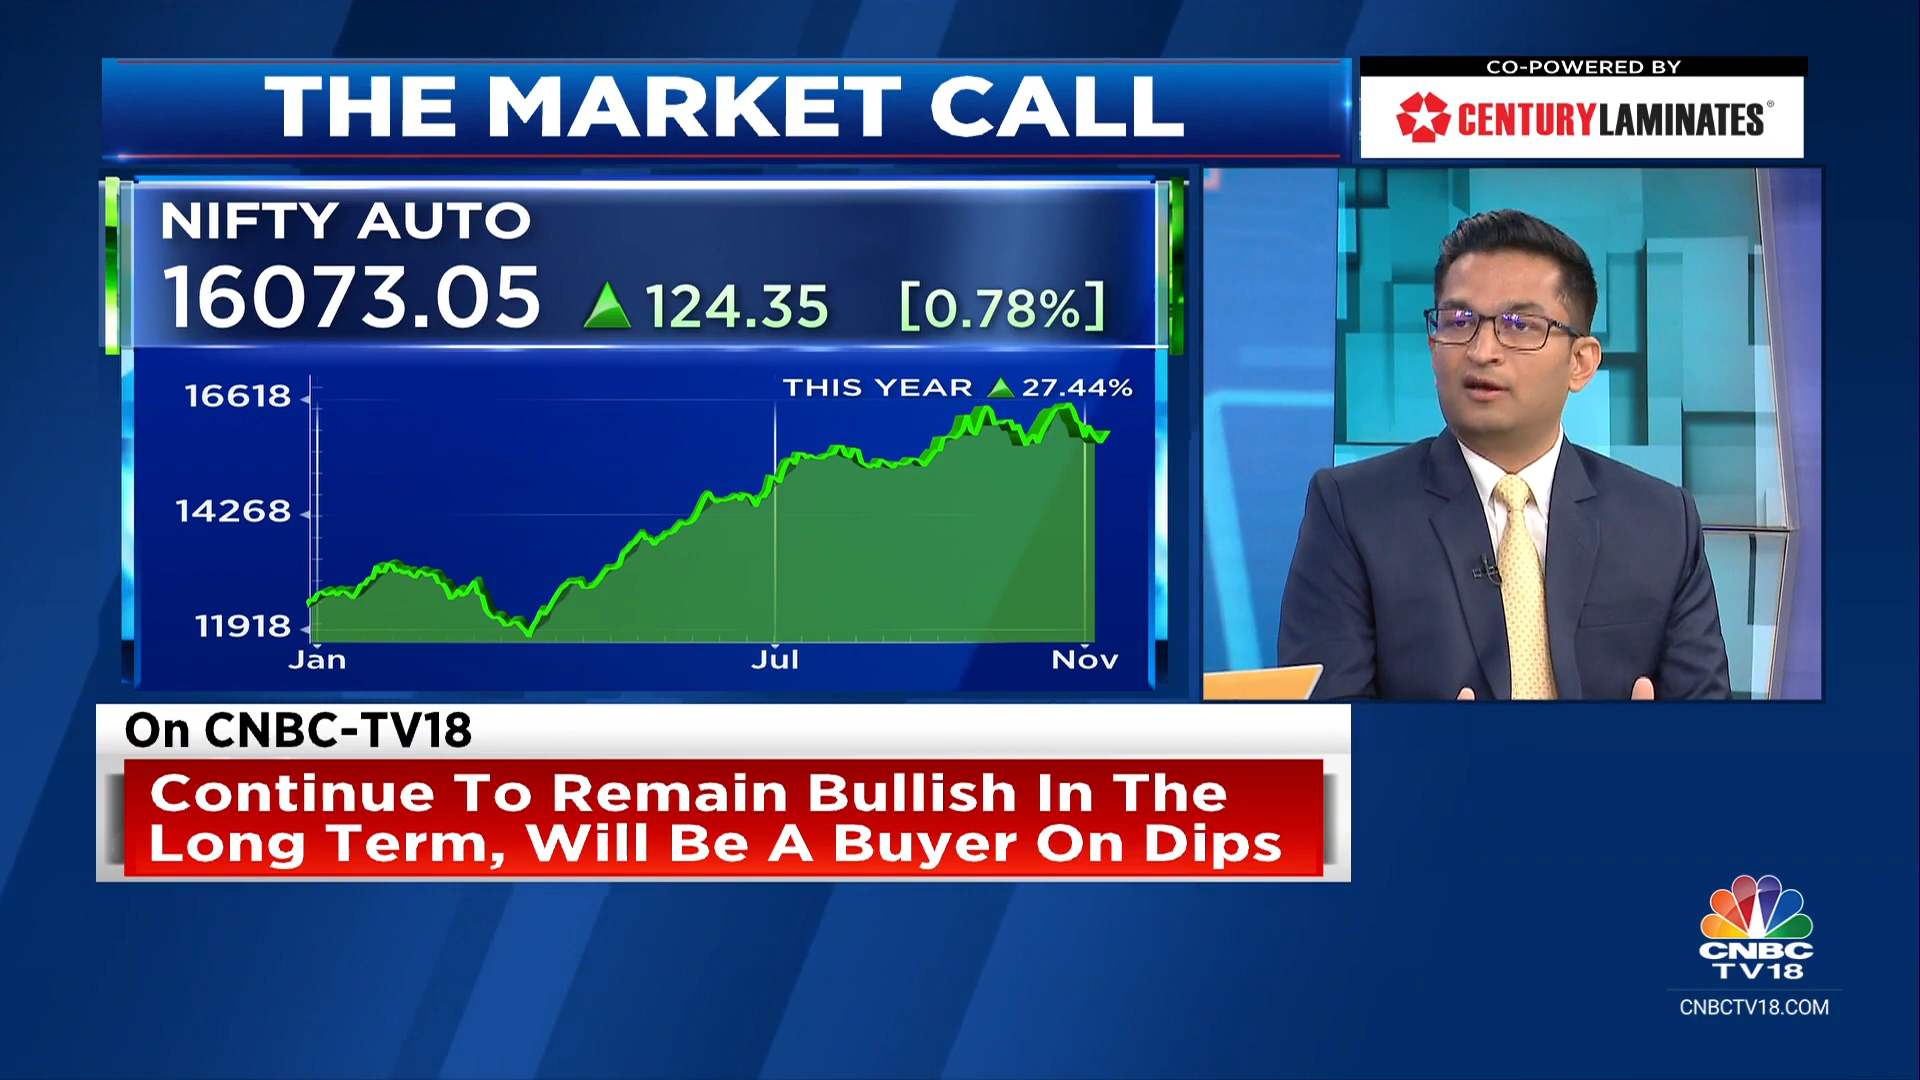 THE MARKET CALL
CO-POWERED BY
CENTURYLAMINATES®
NIFTY AUTO
16073.05 ▲ 124.35 [0.78%]
THIS YEAR ▲ 27.44%
16618
14268
11918
Jan Jul Nov
On CNBC-TV18
Continue To Remain Bullish In The
Long Term, Will Be A Buyer On Dips
CNBC
TV18
CNBCTV18.COM